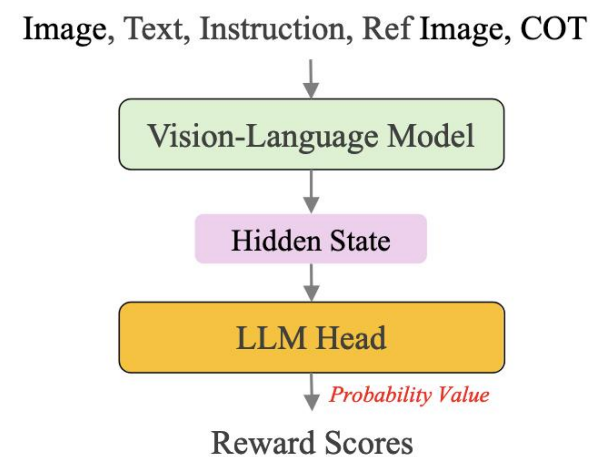 Image, Text, Instruction, Ref Image, COT
Vision-Language Model
Hidden State
LLM Head
Probability Value
Reward Scores